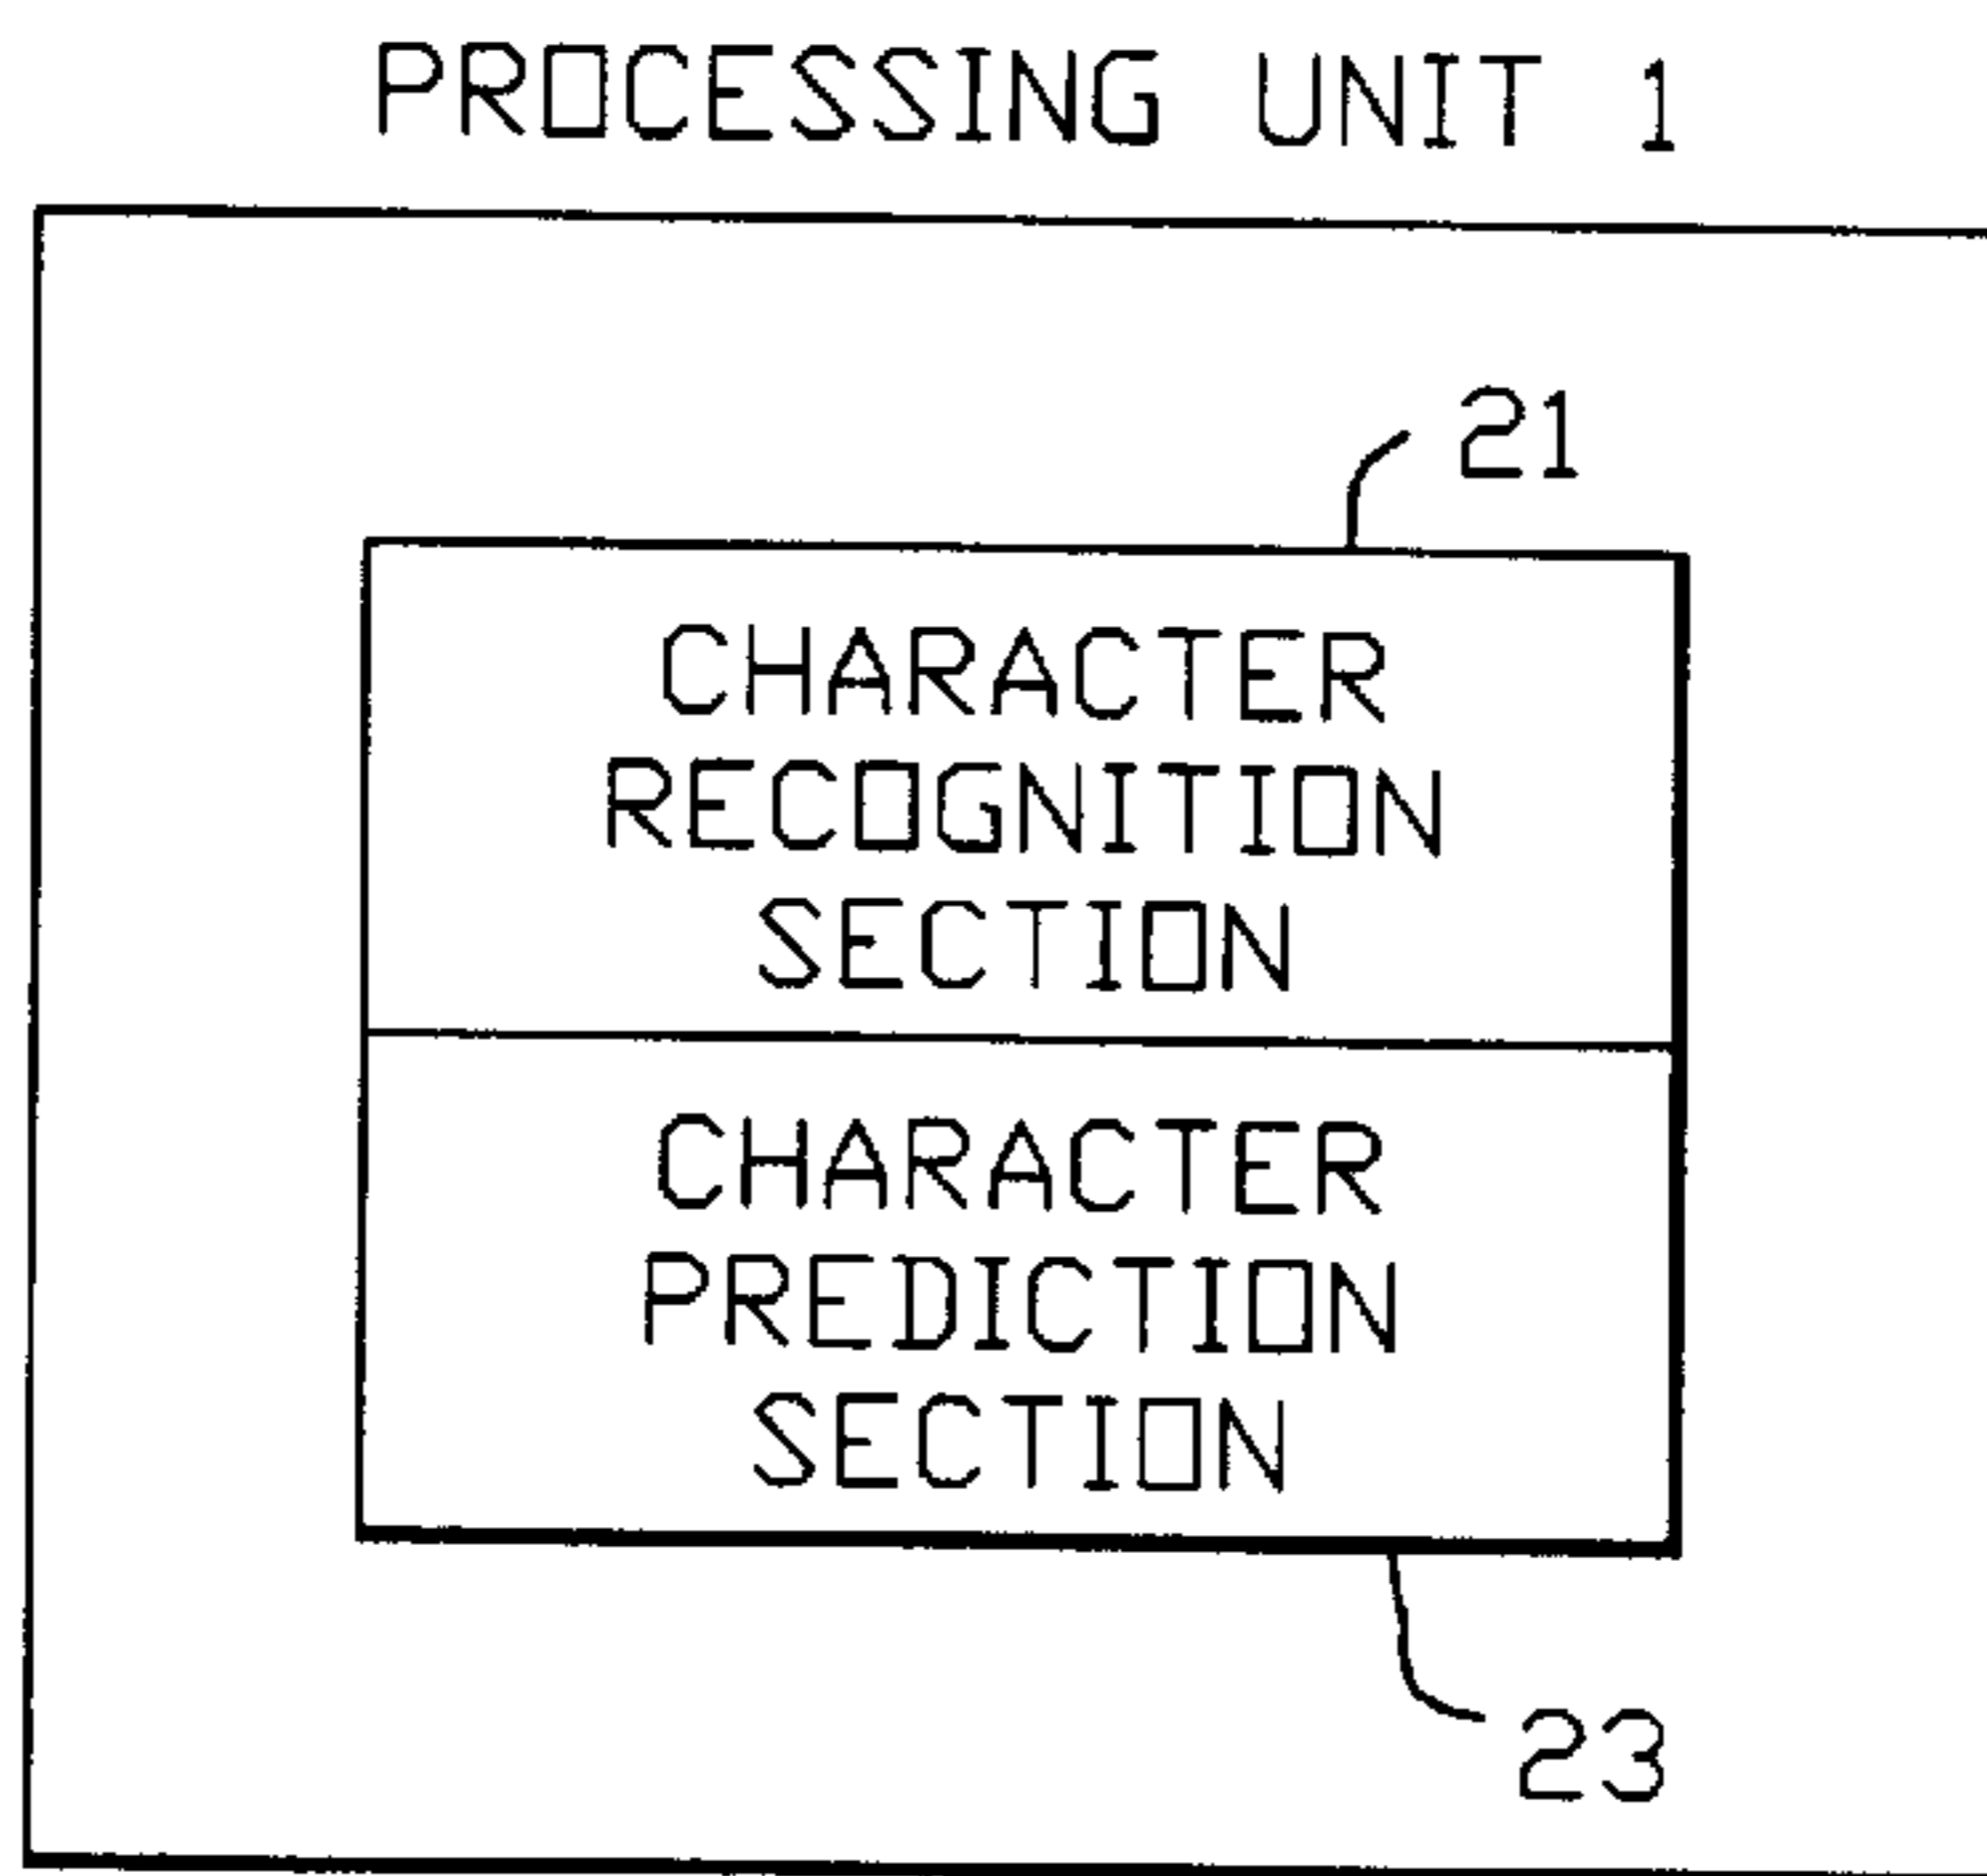 PROCESSING UNIT 1
21
CHARACTER
RECOGNITION
SECTION
CHARACTER
PREDICTION
SECTION
23